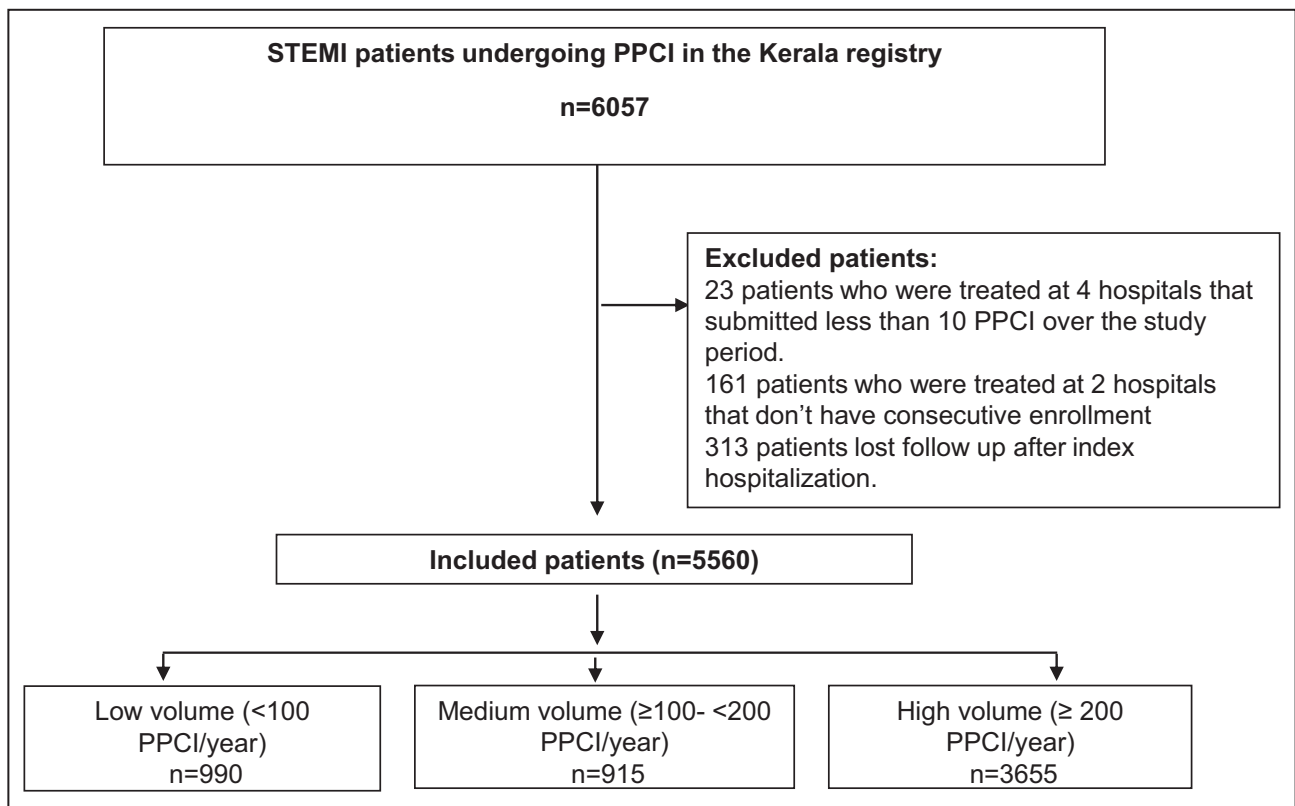 STEMI patients undergoing PPCI in the Kerala registry
n=6057
Excluded patients:
23 patients who were treated at 4 hospitals that
submitted less than 10 PPCI over the study
period.
161 patients who were treated at 2 hospitals
that don’t have consecutive enrollment
313 patients lost follow up after index
hospitalization.
Included patients (n=5560)
Low volume (<100
PPCI/year)
n=990
Medium volume (≥100- <200
PPCI/year)
n=915
High volume (≥ 200
PPCI/year)
n=3655